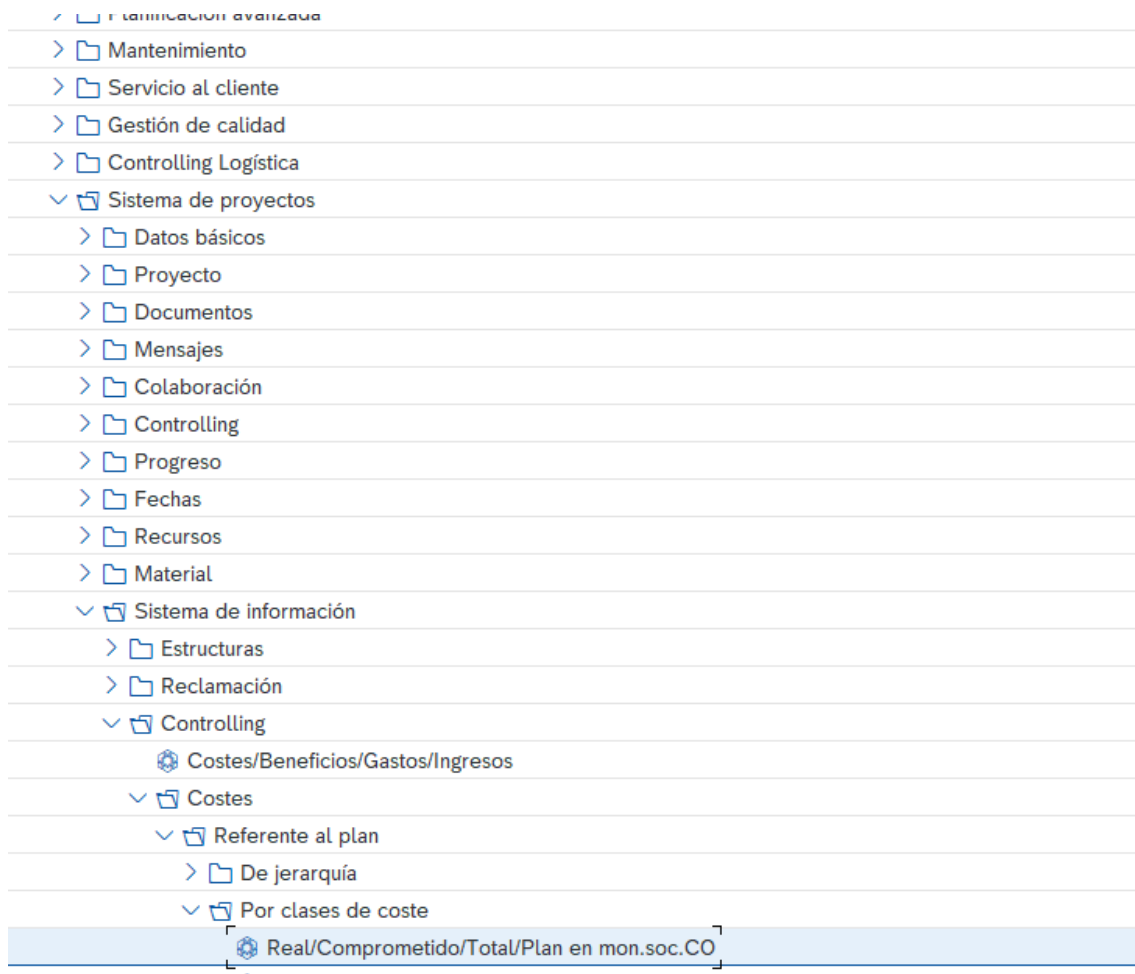 Planificación avanzada
Mantenimiento
Servicio al cliente
Gestión de calidad
Controlling Logística
Sistema de proyectos
Datos básicos
Proyecto
Documentos
Mensajes
Colaboración
Controlling
Progreso
Fechas
Recursos
Material
Sistema de información
Estructuras
Reclamación
Controlling
Costes/Beneficios/Gastos/Ingresos
Costes
Referente al plan
De jerarquía
Por clases de coste
Real/Comprometido/Total/Plan en mon.soc.CO